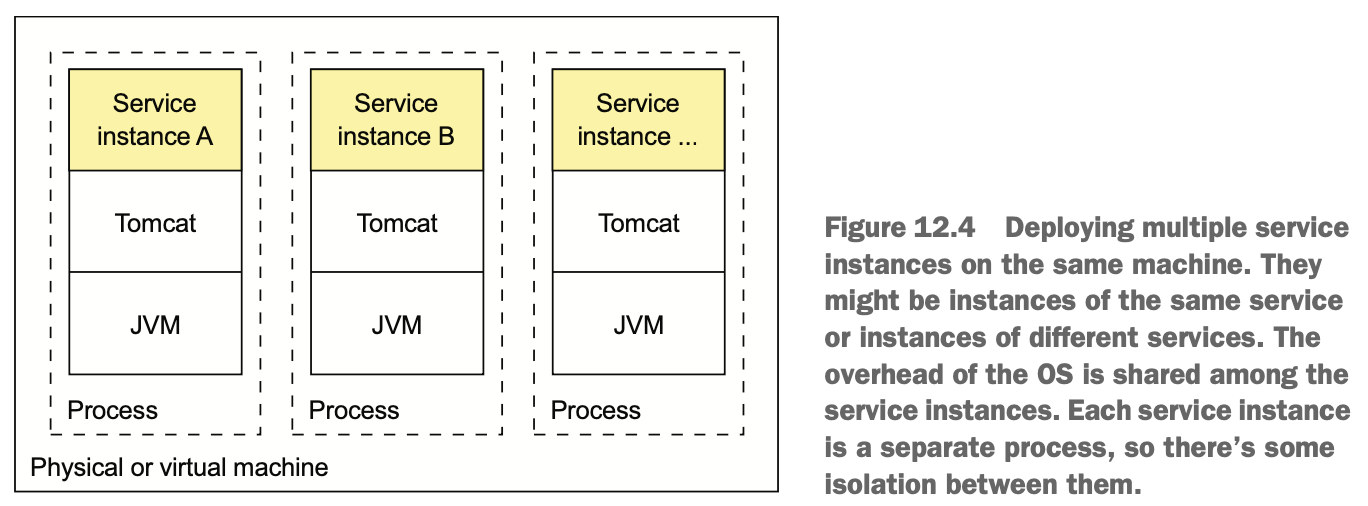 Service
instance A
Tomcat
JVM
Process
Service
instance B
Tomcat
JVM
Process
Service
instance ...
Tomcat
JVM
Process
Physical or virtual machine
Figure 12.4 Deploying multiple service
instances on the same machine. They
might be instances of the same service
or instances of different services. The
overhead of the OS is shared among the
service instances. Each service instance
is a separate process, so there’s some
isolation between them.